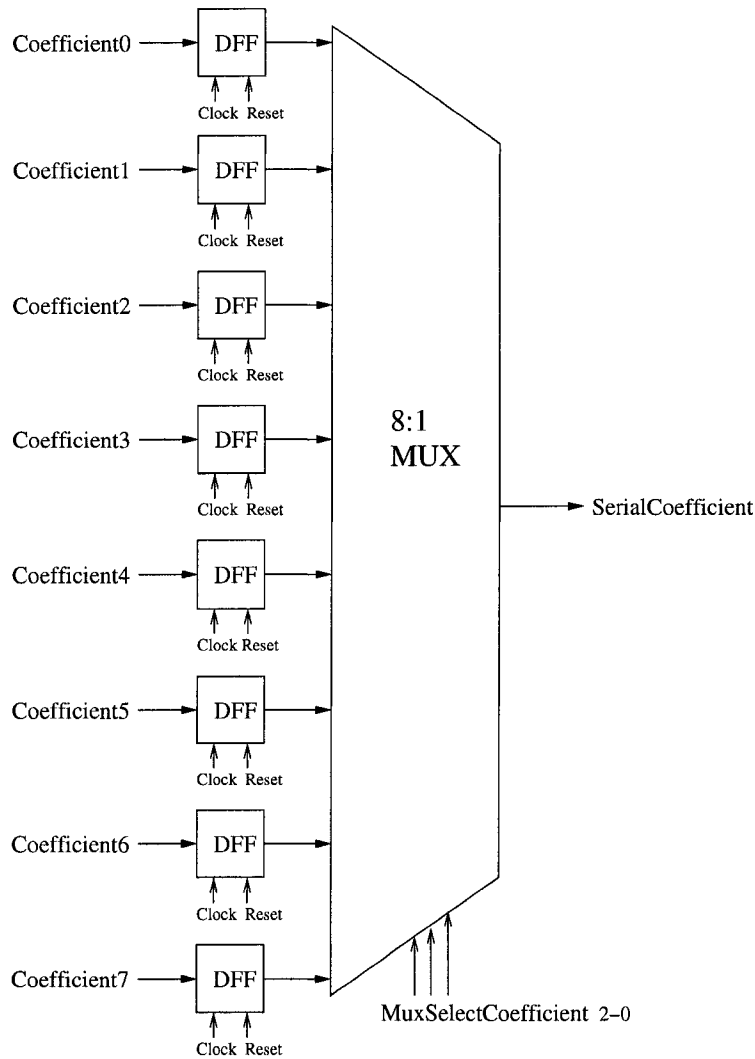 Coefficient0
DFF
Clock Reset
Coefficient1
DFF
Clock Reset
Coefficient2
DFF
Clock Reset
Coefficient3
DFF
Clock Reset
8:1
MUX
SerialCoefficient
Coefficient4
DFF
Clock Reset
Coefficient5
DFF
Clock Reset
Coefficient6
DFF
Clock Reset
Coefficient7
DFF
Clock Reset
MuxSelectCoefficient 2-0